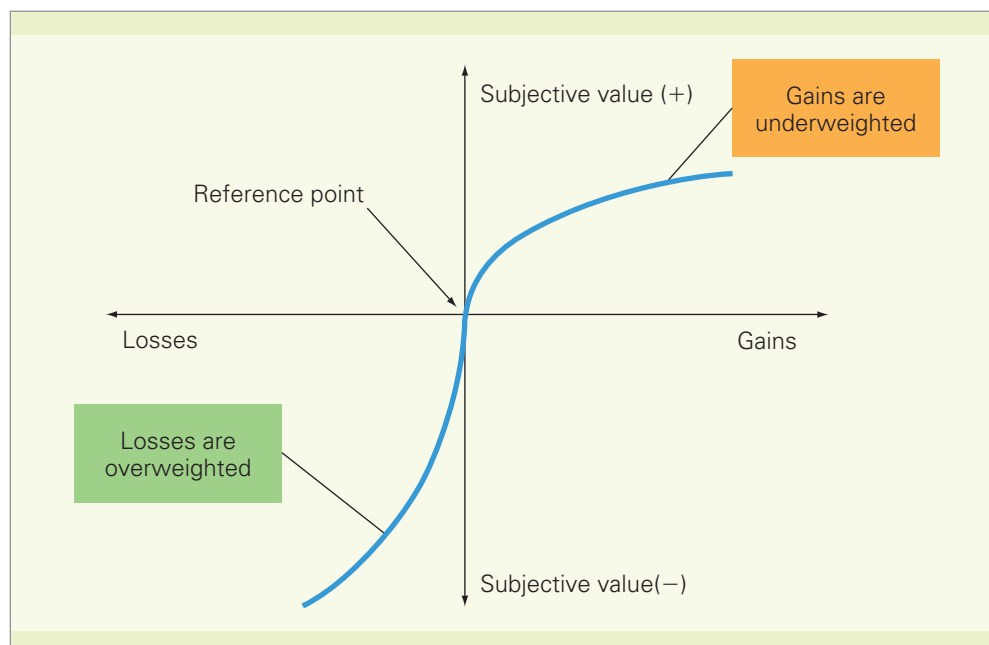 Subjective value (+)
Gains are
underweighted
Reference point
Losses
Gains
Losses are
overweighted
Subjective value(−)